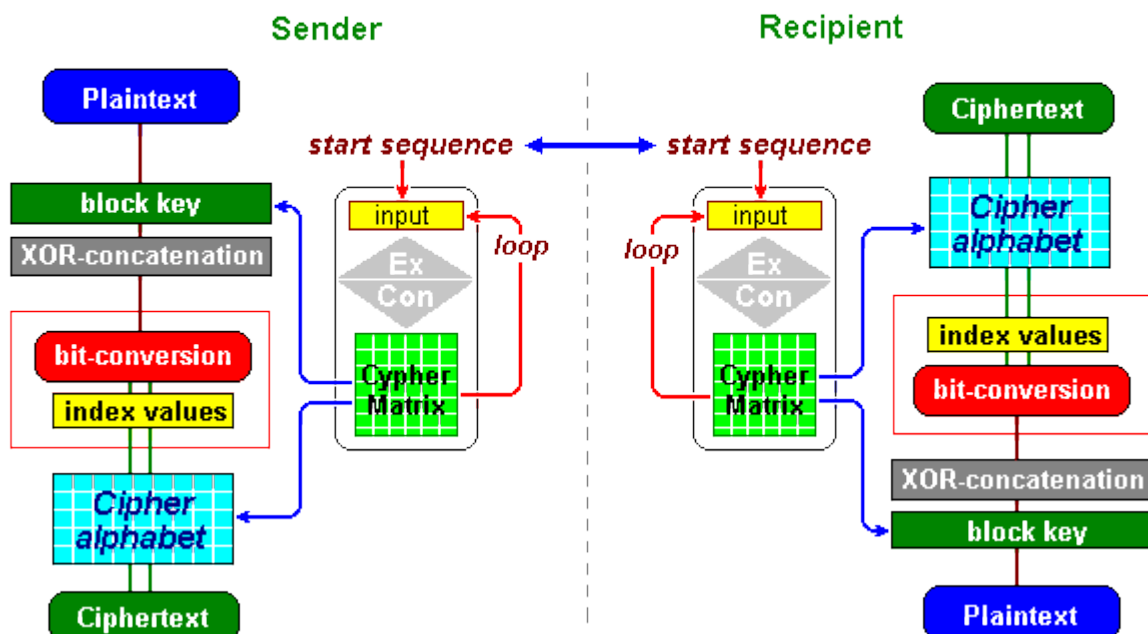 Sender
Plaintext
start sequence
block key
input
XOR-concatenation
loop
Ex
Con
bit-conversion
Cypher
Matrix
index values
Cipher
alphabet
Ciphertext
Recipient
Ciphertext
start sequence
Cipher
alphabet
input
loop
Ex
Con
index values
Cypher
Matrix
bit-conversion
XOR-concatenation
block key
Plaintext